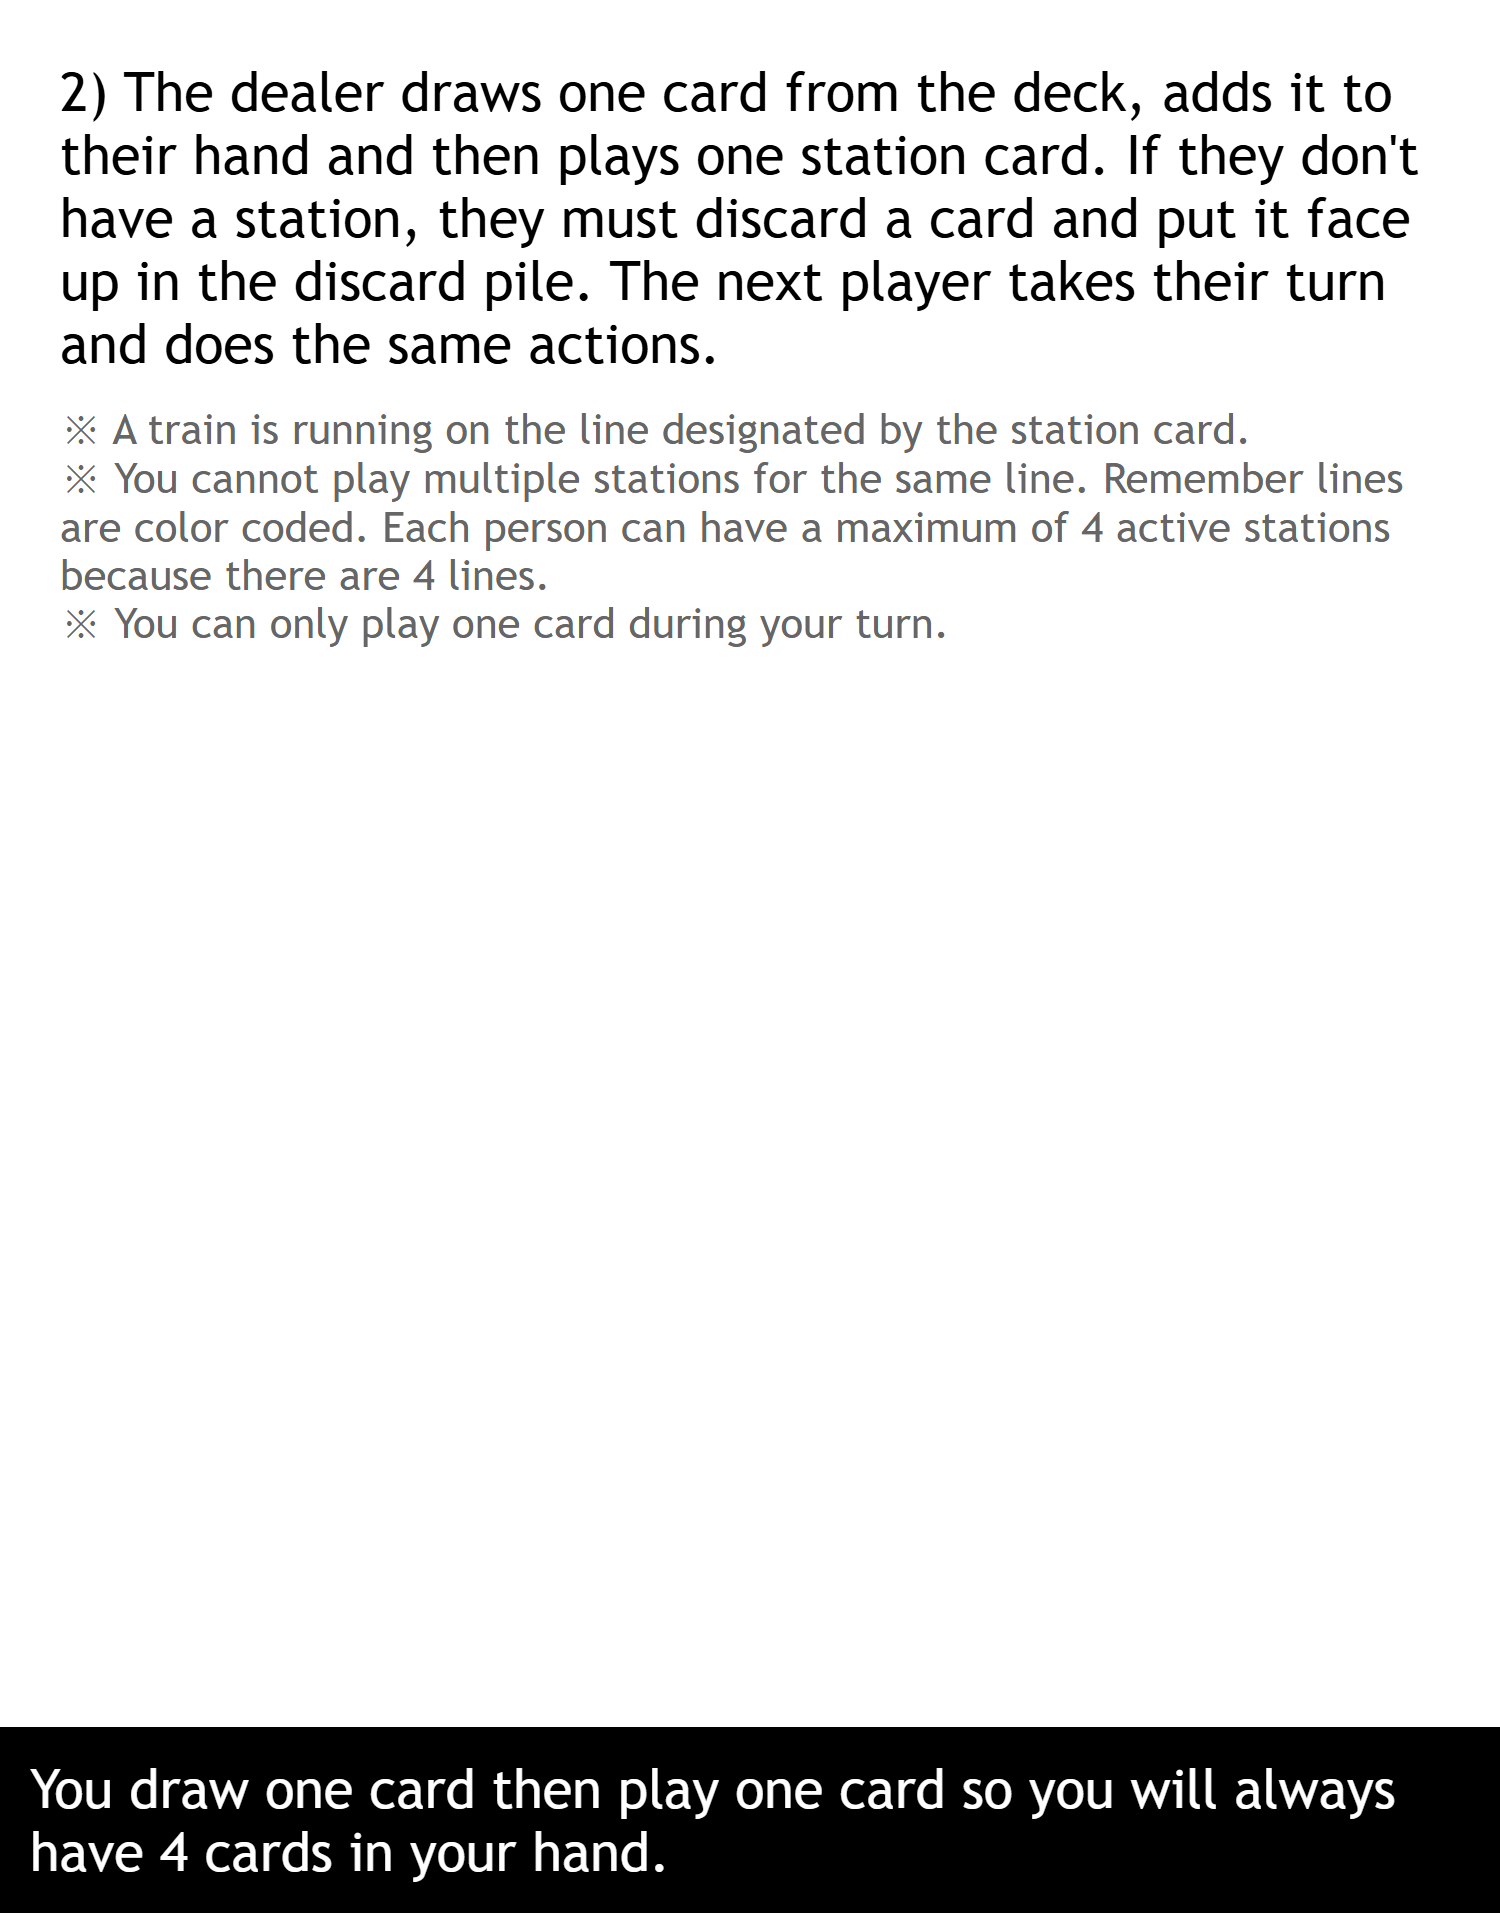 2) The dealer draws one card from the deck, adds it to
their hand and then plays one station card. If they don't
have a station, they must discard a card and put it face
up in the discard pile. The next player takes their turn
and does the same actions.
※ A train is running on the line designated by the station card.
※ You cannot play multiple stations for the same line. Remember lines
are color coded. Each person can have a maximum of 4 active stations
because there are 4 lines.
※ You can only play one card during your turn.
You draw one card then play one card so you will always
have 4 cards in your hand.